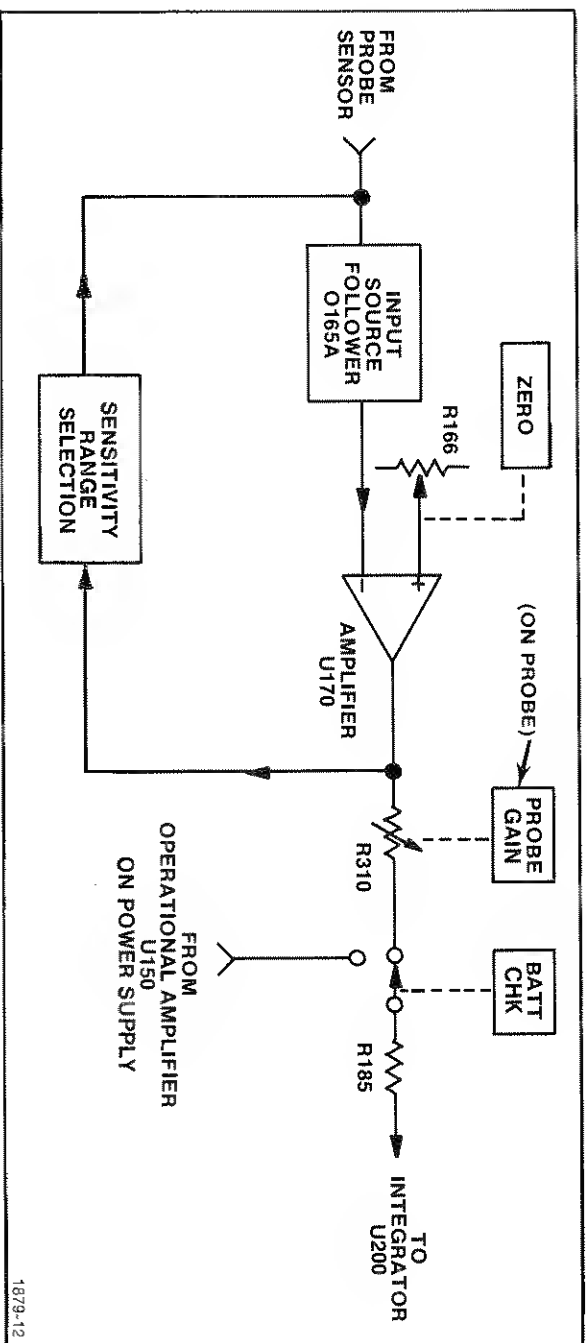 FROM
PROBE
SENSOR
INPUT
SOURCE
FOLLOWER
O165A
ZERO
R166
+
–
AMPLIFIER
U170
SENSITIVITY
RANGE
SELECTION
(ON PROBE)
PROBE
GAIN
R310
BATT
CHK
FROM
OPERATIONAL AMPLIFIER
U150
ON POWER SUPPLY
R185
TO
INTEGRATOR
U200
1879-12